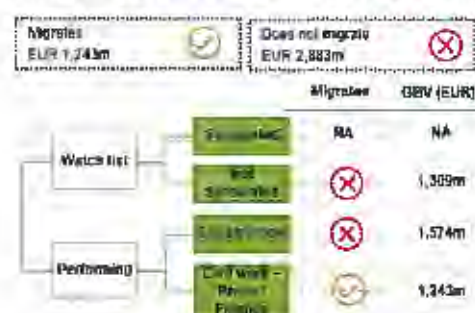 Migrates
EUR 1,243m
Does not migrate
EUR 2,883m
Migrates GBV (EUR)
NA NA
Watch list
Not
1,309m
1,574m
Performing
1,243m